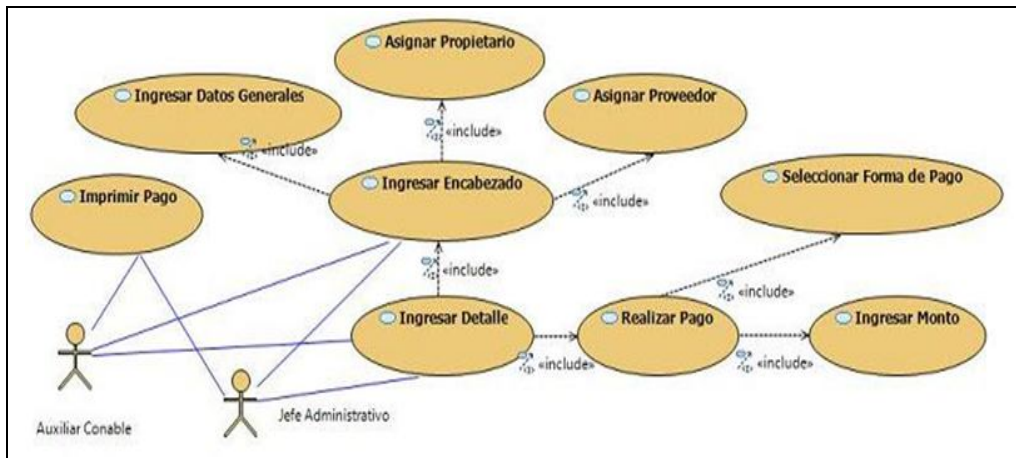 Asignar Propietario
Ingresar Datos Generales
Asignar Proveedor
«include»
«include»
Ingresar Encabezado
Seleccionar Forma de Pago
Imprimir Pago
«include»
«include»
«include»
Ingresar Detalle
Realizar Pago
Ingresar Monto
«include»
«include»
Jefe Administrativo
Auxiliar Conable